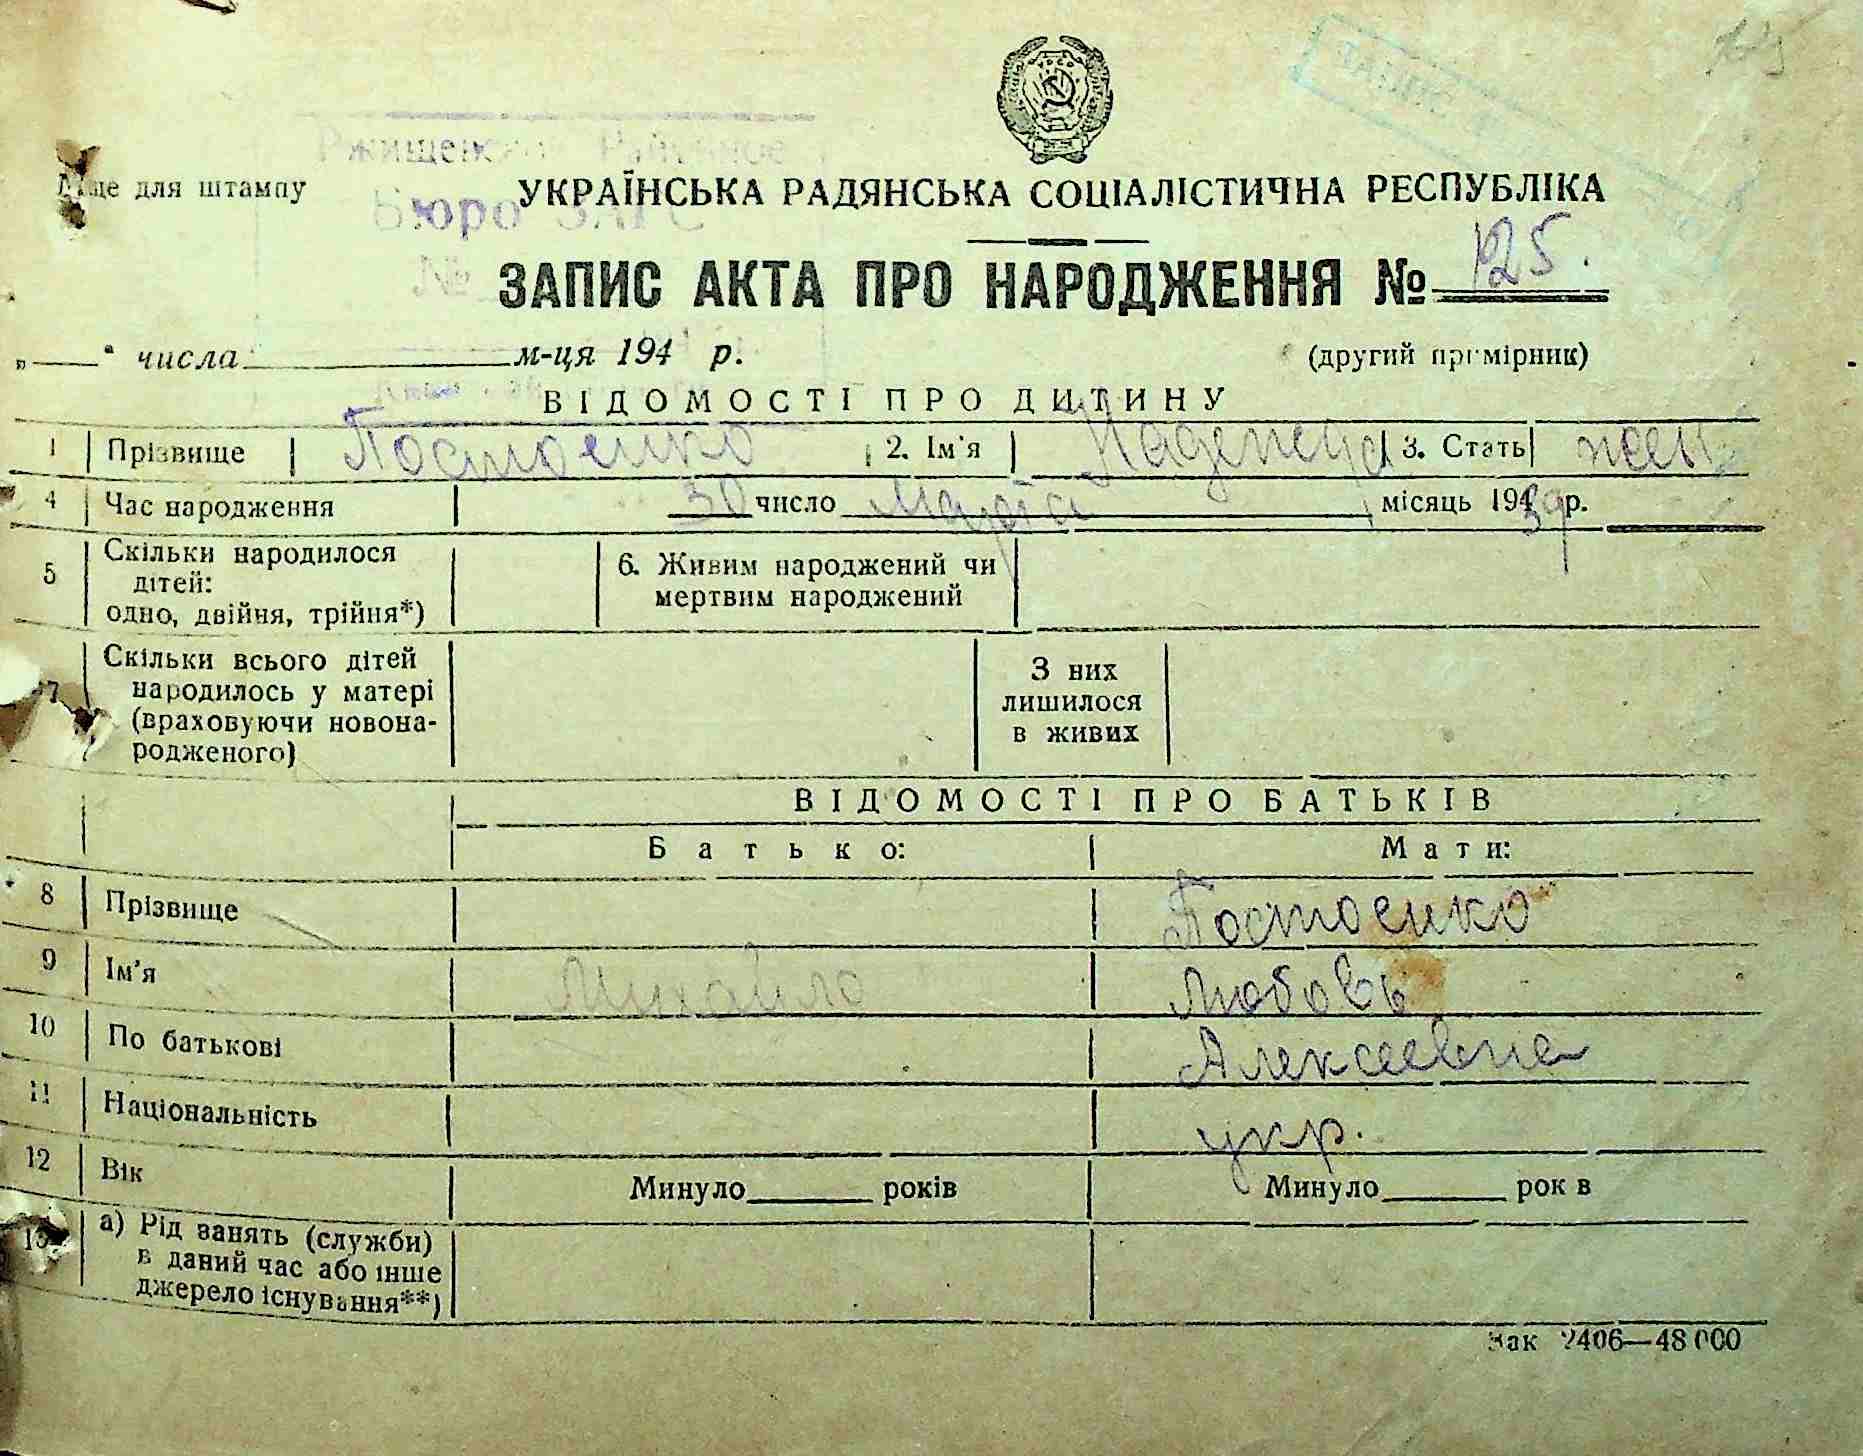 125
Ржищенское Районное
Місце для штампу
УКРАЇНСЬКА РАДЯНСЬКА СОЦІАЛІСТИЧНА РЕСПУБЛІКА
Бюро ЗАГС
№
ЗАПИС АКТА ПРО НАРОДЖЕННЯ № 125.
„ “ числа м-ця 194 р.
(другий примірник)
ВІДОМОСТІ ПРО ДИТИНУ
1 Прізвище Постоенко 2. Ім'я Надежда 3. Стать жен
4 Час народження 30 число Марта місяць 194 39 р.
5 Скільки народилося
дітей:
одно, двійня, трійня*)
6. Живим народжений чи
мертвим народжений
7 Скільки всього дітей
народилось у матері
(враховуючи новона-
родженого)
З них
лишилося
в живих
ВІДОМОСТІ ПРО БАТЬКІВ
Батько: Мати:
8 Прізвище Постоенко
9 Ім'я Михайло Любовь
10 По батькові Алексеевна
11 Національність укр.
12 Вік Минуло років Минуло рок в
13 а) Рід занять (служби)
в даний час або інше
джерело існування**)
Зак 2406—48 000